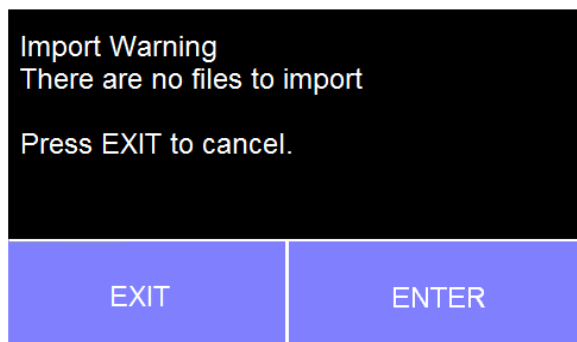 Import Warning
There are no files to import
Press EXIT to cancel.
EXIT
ENTER